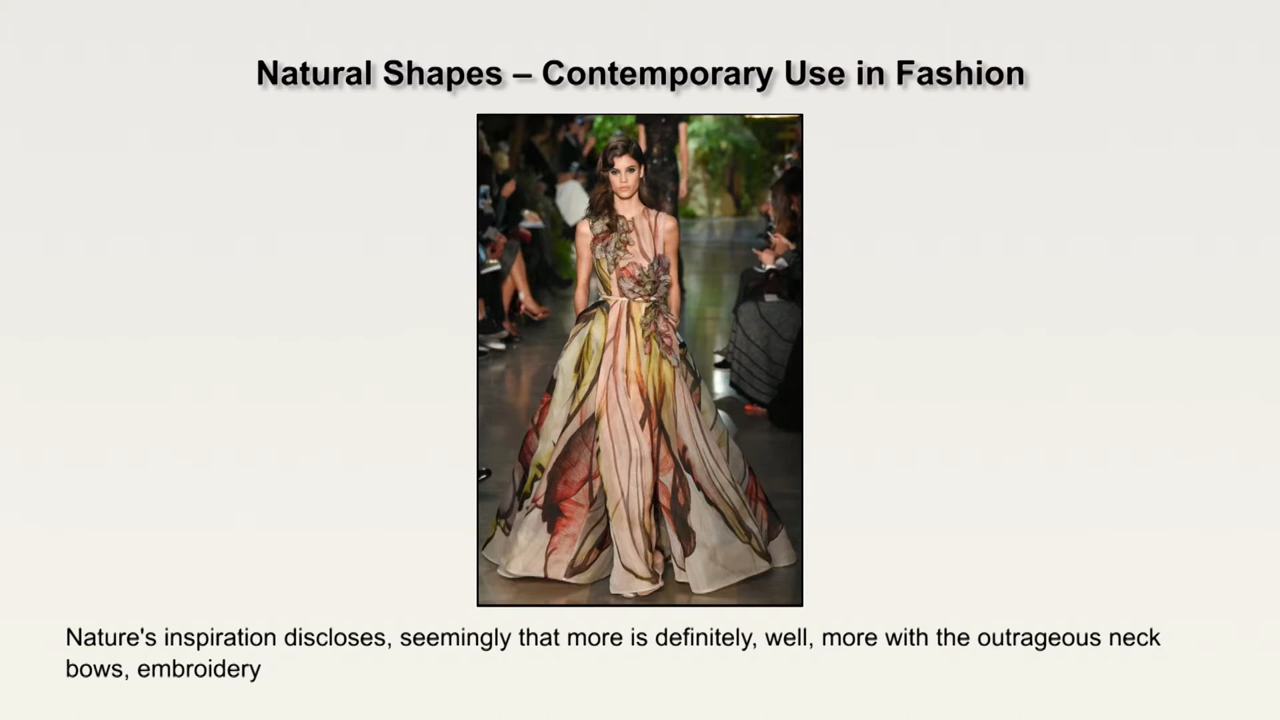 Natural Shapes – Contemporary Use in Fashion
Nature's inspiration discloses, seemingly that more is definitely, well, more with the outrageous neck
bows, embroidery